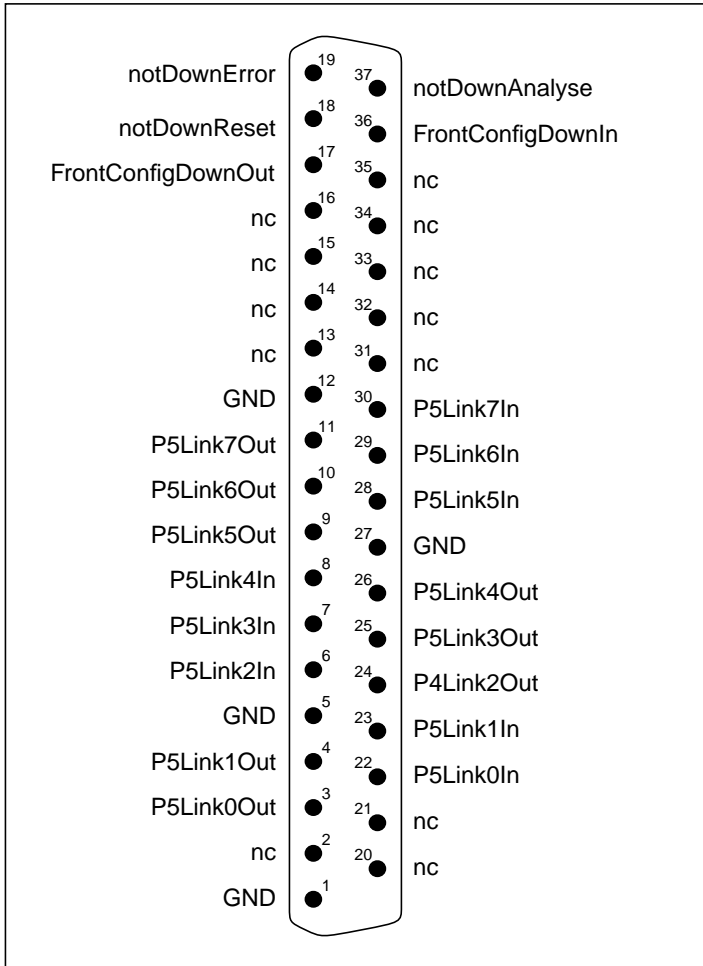 notDownError 19
37 notDownAnalyse
notDownReset 18
36 FrontConfigDownIn
FrontConfigDownOut 17
35 nc
nc 16
34 nc
nc 15
33 nc
nc 14
32 nc
nc 13
31 nc
GND 12
30 P5Link7In
P5Link7Out 11
29 P5Link6In
P5Link6Out 10
28 P5Link5In
P5Link5Out 9
27 GND
P5Link4In 8
26 P5Link4Out
P5Link3In 7
25 P5Link3Out
P5Link2In 6
24 P4Link2Out
GND 5
23 P5Link1In
P5Link1Out 4
22 P5Link0In
P5Link0Out 3
21 nc
nc 2
20 nc
GND 1